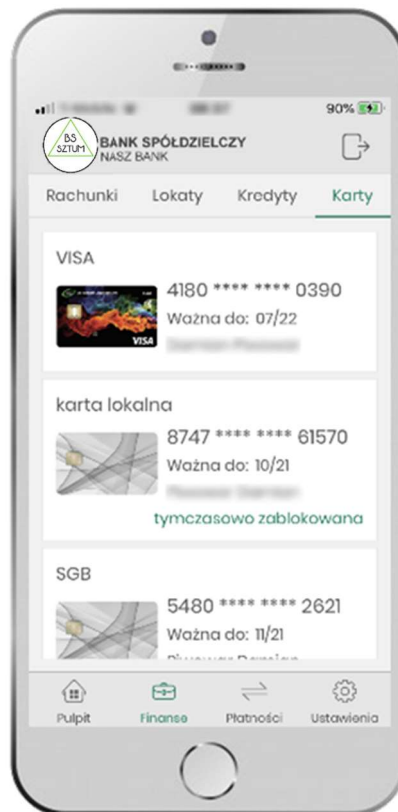 90%
BS
SZTUM
BANK SPÓŁDZIELCZY
NASZ BANK
Rachunki Lokaty Kredyty Karty
VISA
4180 **** **** 0390
Ważna do: 07/22
VISA
karta lokalna
8747 **** **** 61570
Ważna do: 10/21
tymczasowo zablokowana
SGB
5480 **** **** 2621
Ważna do: 11/21
Pulpit Finanse Płatności Ustawienia